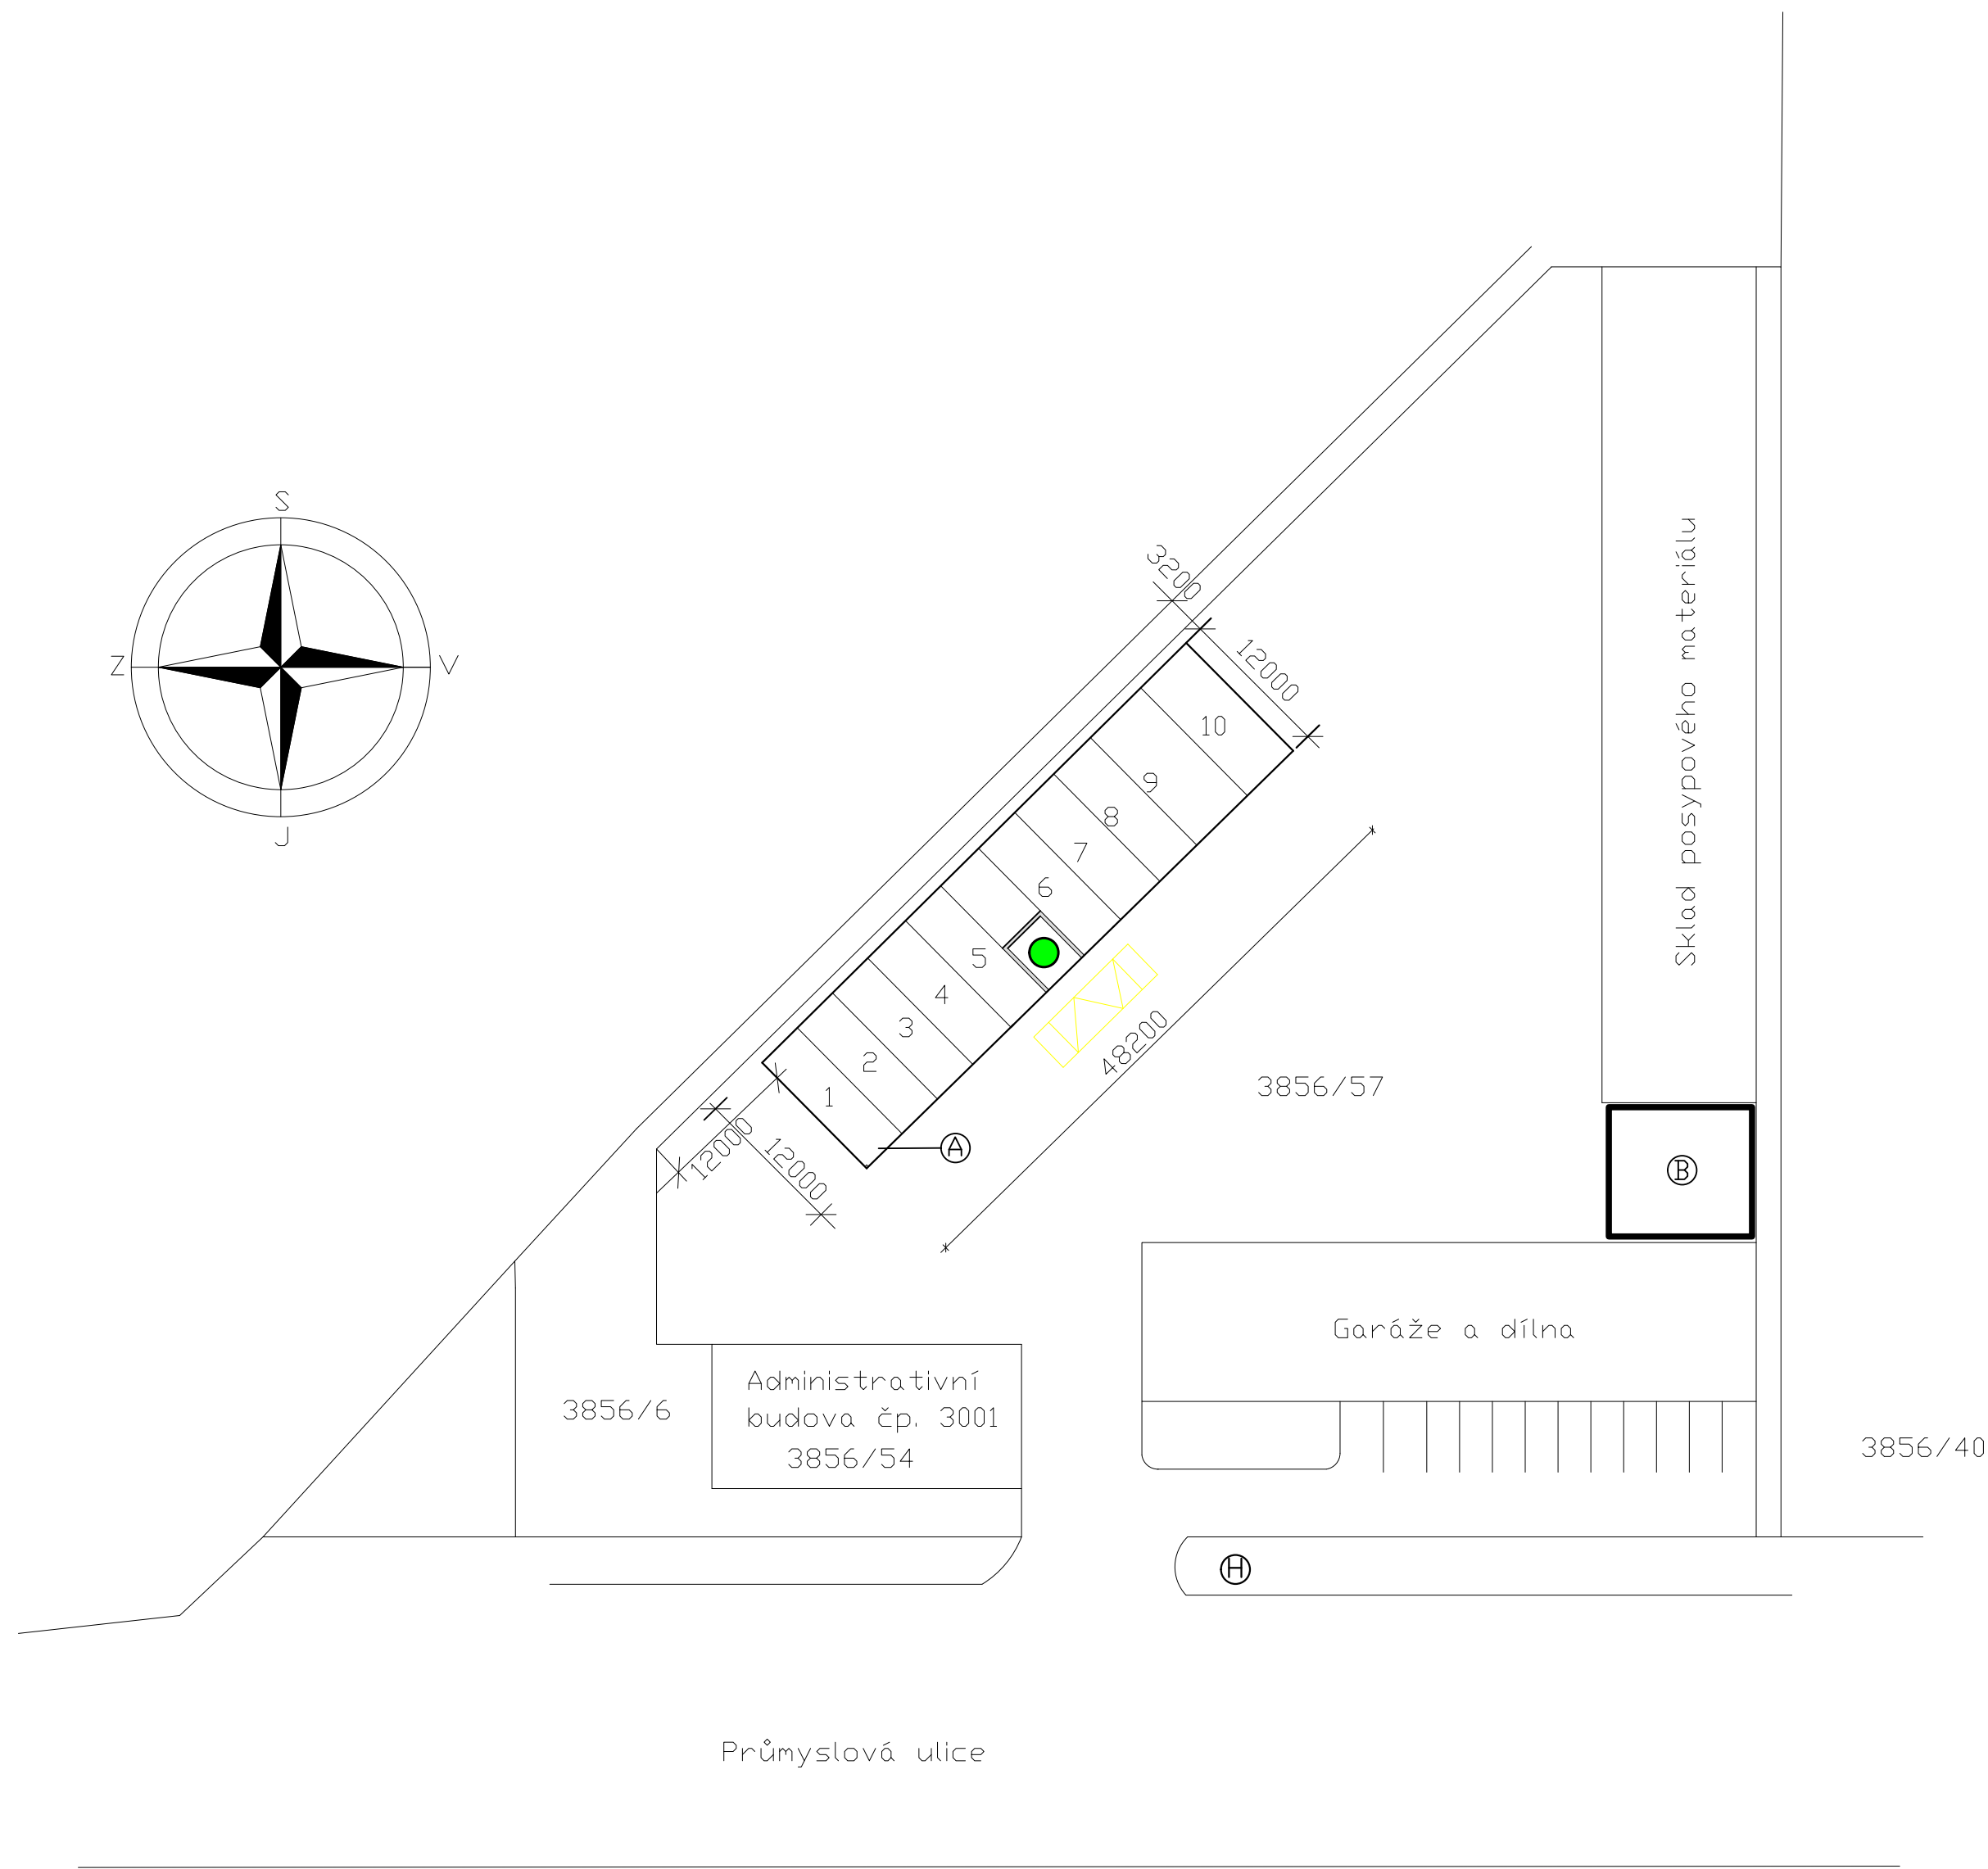 S
Z
V
J
3200
12000
10
9
8
7
6
5
4
3
2
1
48200
12000
12000
A
3856/57
Sklad posypového materiálu
B
Garáže a dílna
3856/6
Administrativní
budova čp. 3001
3856/54
3856/40
H
Průmyslová ulice